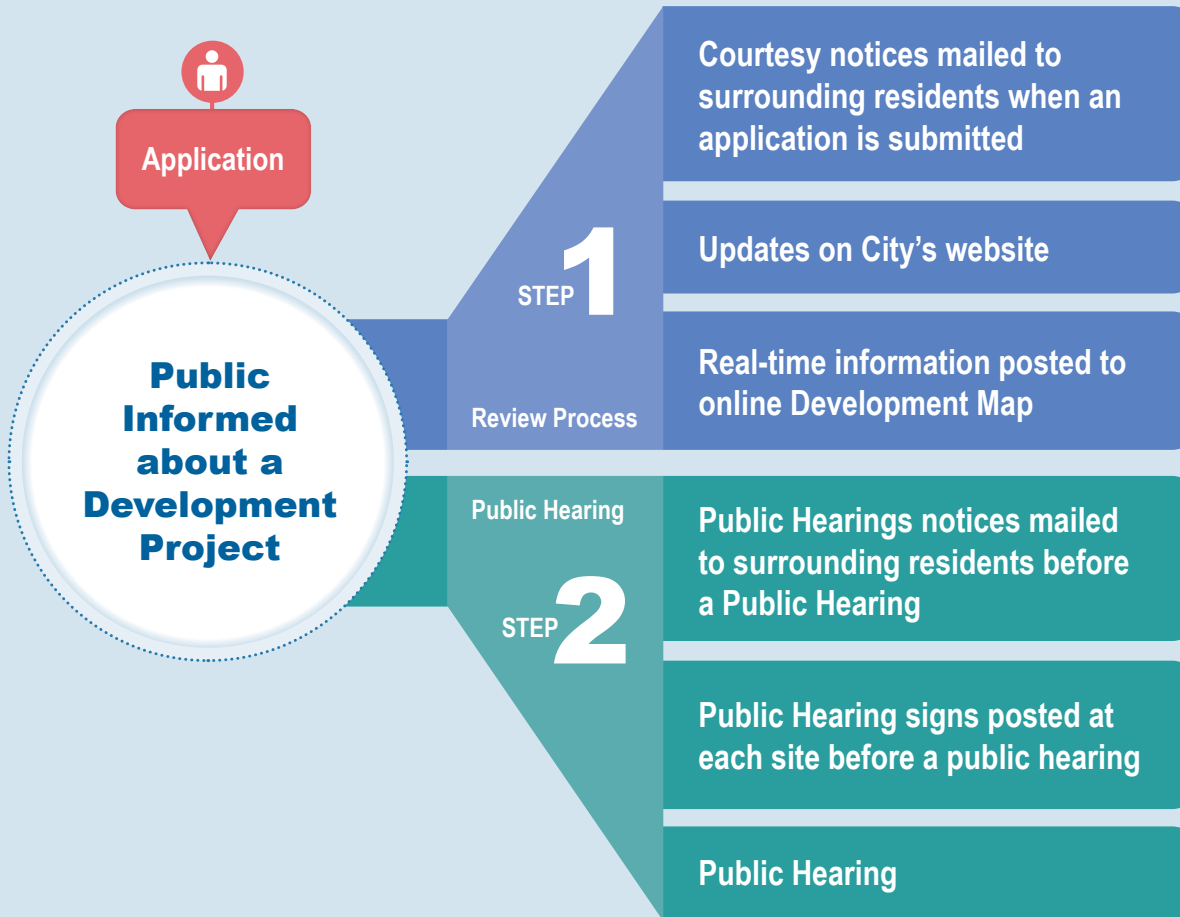 Application
Public
Informed
about a
Development
Project
STEP 1
Review Process
Courtesy notices mailed to
surrounding residents when an
application is submitted
Updates on City’s website
Real-time information posted to
online Development Map
Public Hearing
STEP 2
Public Hearings notices mailed
to surrounding residents before
a Public Hearing
Public Hearing signs posted at
each site before a public hearing
Public Hearing